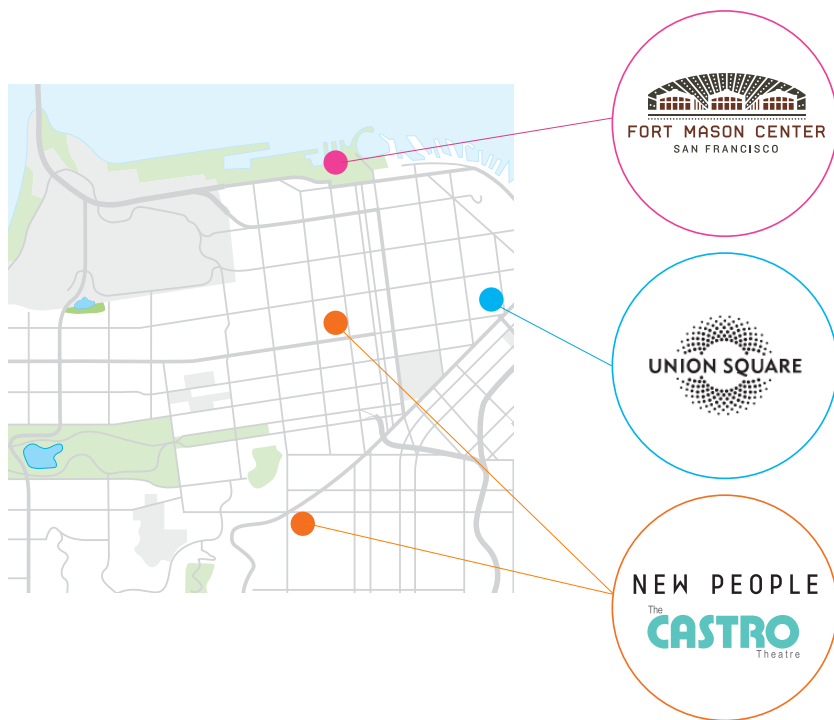 FORT MASON CENTER
SAN FRANCISCO
UNION SQUARE
NEW PEOPLE
The
CASTRO
Theatre